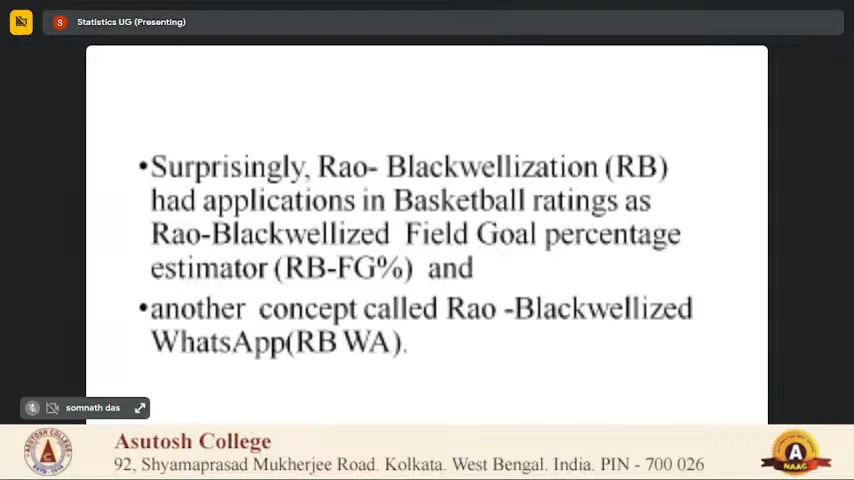 S Statistics UG (Presenting)
•Surprisingly, Rao- Blackwellization (RB)
had applications in Basketball ratings as
Rao-Blackwellized Field Goal percentage
estimator (RB-FG%) and
•another concept called Rao -Blackwellized
WhatsApp(RB WA).
somnath das
Asutosh College
92, Shyamaprasad Mukherjee Road. Kolkata. West Bengal. India. PIN - 700 026
A
NAAC